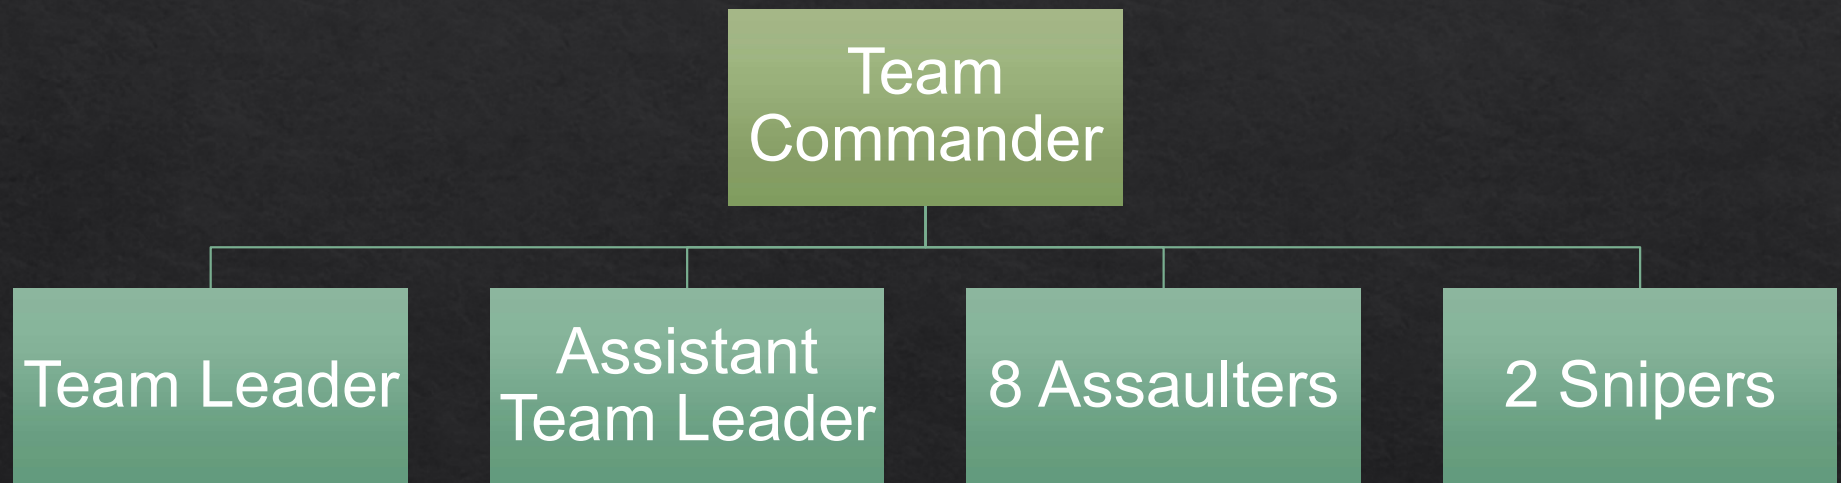 Team
Commander
Team Leader
Assistant
Team Leader
8 Assaulters
2 Snipers